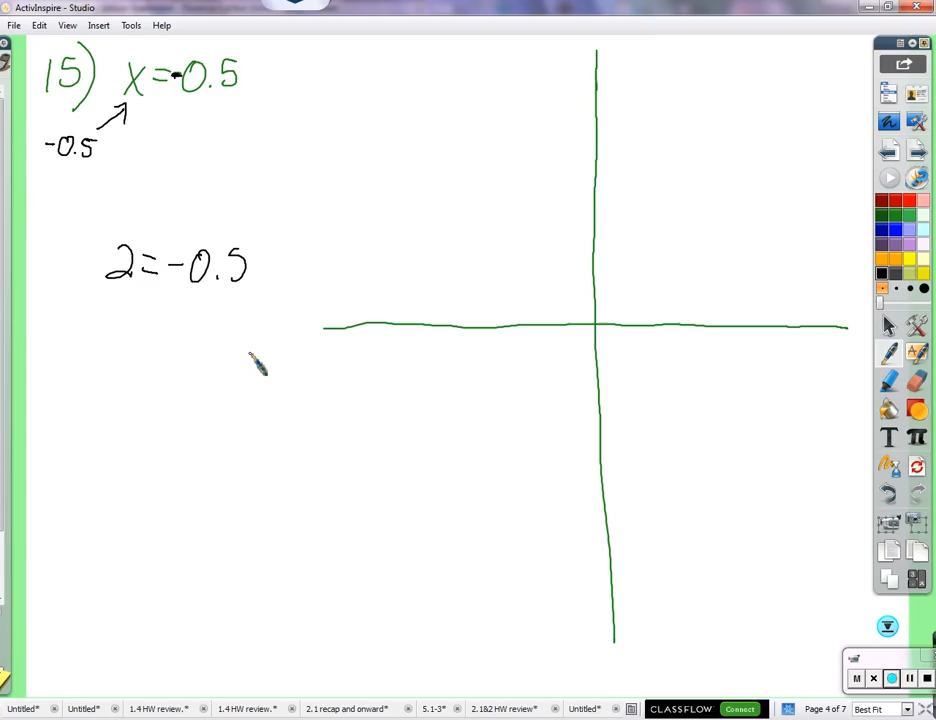 ActivInspire - Studio
File Edit View Insert Tools Help
15) x=-0.5
-0.5
2=-0.5
T π
M
Untitled* Untitled* 1.4 HW review.* 1.4 HW review.* 2.1 recap and onward* 5.1-3* 2.1&2 HW review* Untitled* CLASSFLOW Connect Page 4 of 7 Best Fit